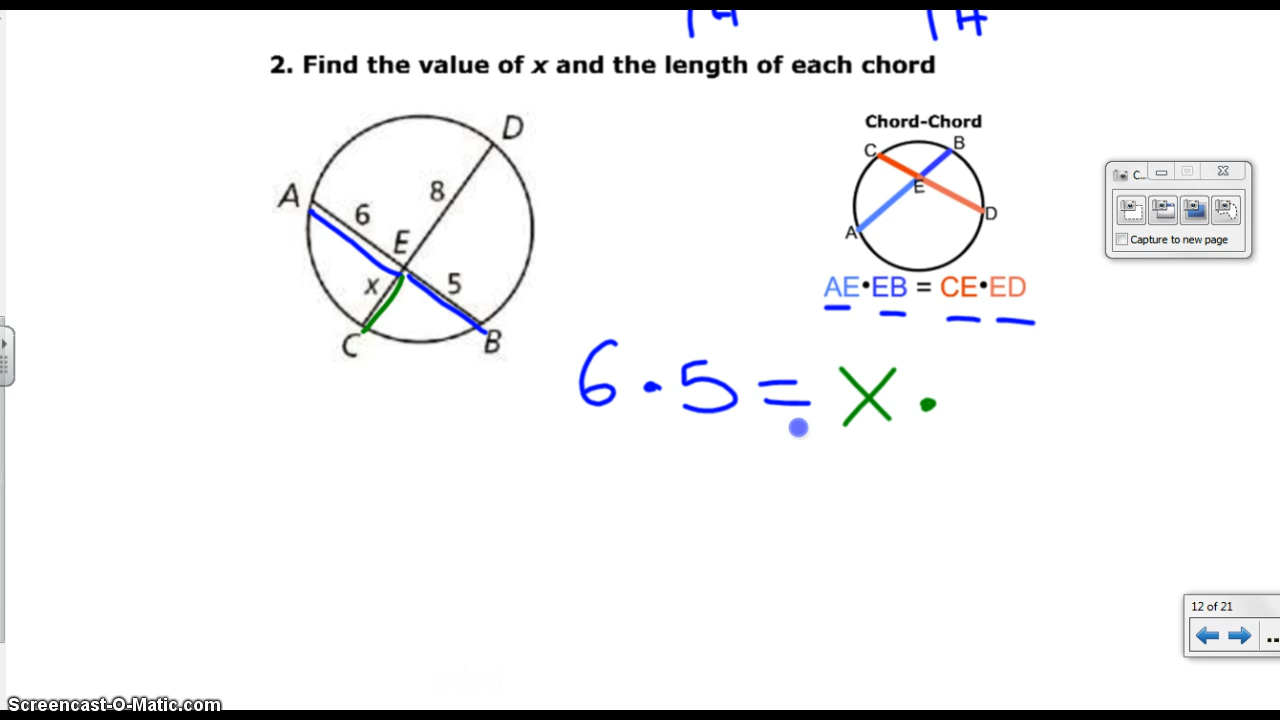 2. Find the value of x and the length of each chord
D
A
8
6
E
x
5
C
B
Chord-Chord
C
B
E
D
A
AE•EB = CE•ED
6 · 5 = X ·
C..
Capture to new page
12 of 21
..
Screencast-O-Matic.com